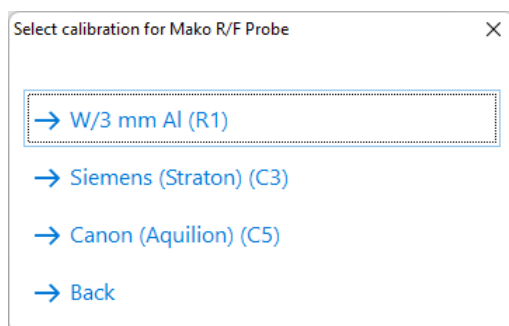 Select calibration for Mako R/F Probe
W/3 mm Al (R1)
Siemens (Straton) (C3)
Canon (Aquilion) (C5)
Back